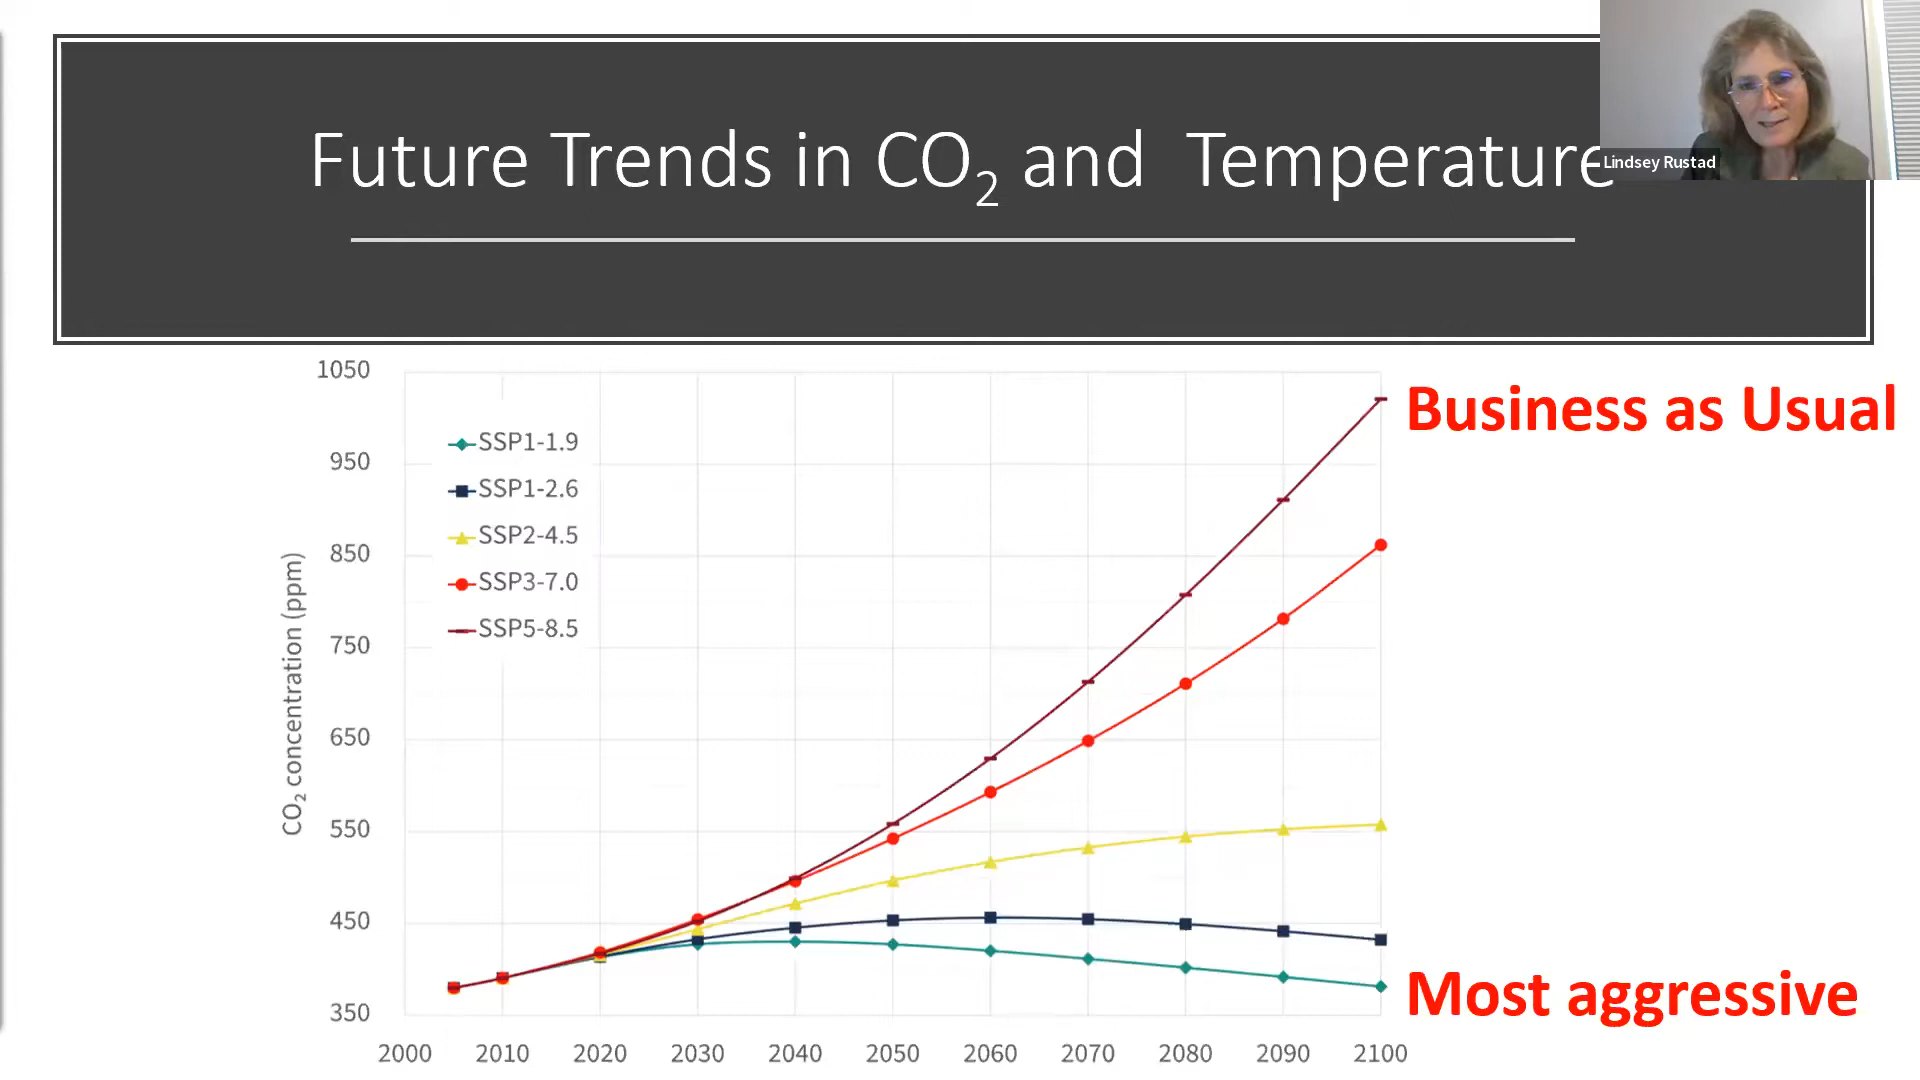 Future Trends in CO₂ and Temperature
Lindsey Rustad
1050
950
850
750
650
550
450
350
CO₂ concentration (ppm)
SSP1-1.9
SSP1-2.6
SSP2-4.5
SSP3-7.0
SSP5-8.5
Business as Usual
Most aggressive
2000 2010 2020 2030 2040 2050 2060 2070 2080 2090 2100